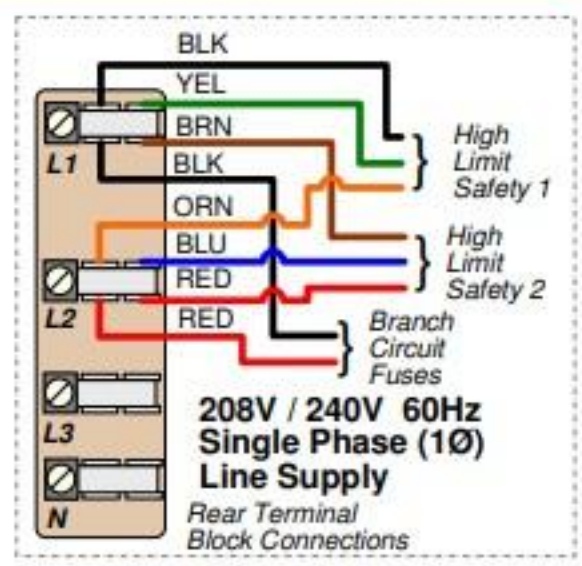 BLK
YEL
BRN
BLK
ORN
BLU
RED
RED
L1
L2
L3
N
High
Limit
Safety 1
High
Limit
Safety 2
Branch
Circuit
Fuses
208V / 240V 60Hz
Single Phase (1Ø)
Line Supply
Rear Terminal
Block Connections